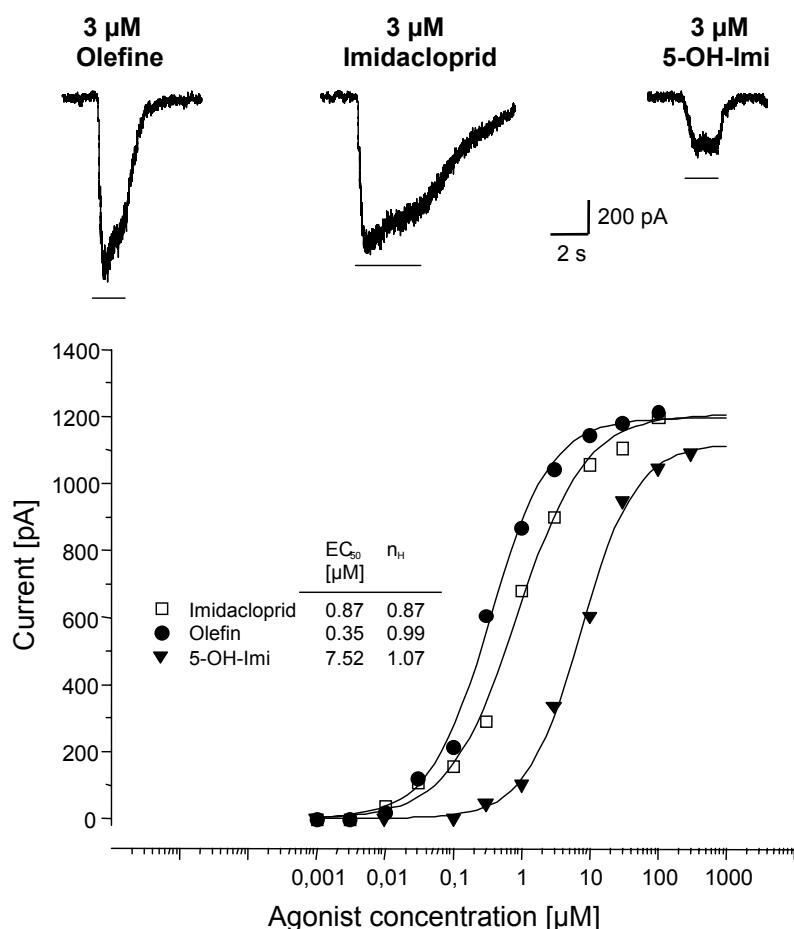 3 µM
Olefine
3 µM
Imidacloprid
3 µM
5-OH-Imi
200 pA
2 s
1400
1200
1000
800
600
400
200
0
Current [pA]
EC50 nH
[µM]
Imidacloprid 0.87 0.87
Olefin 0.35 0.99
5-OH-Imi 7.52 1.07
0,001 0,01 0,1 1 10 100 1000
Agonist concentration [µM]